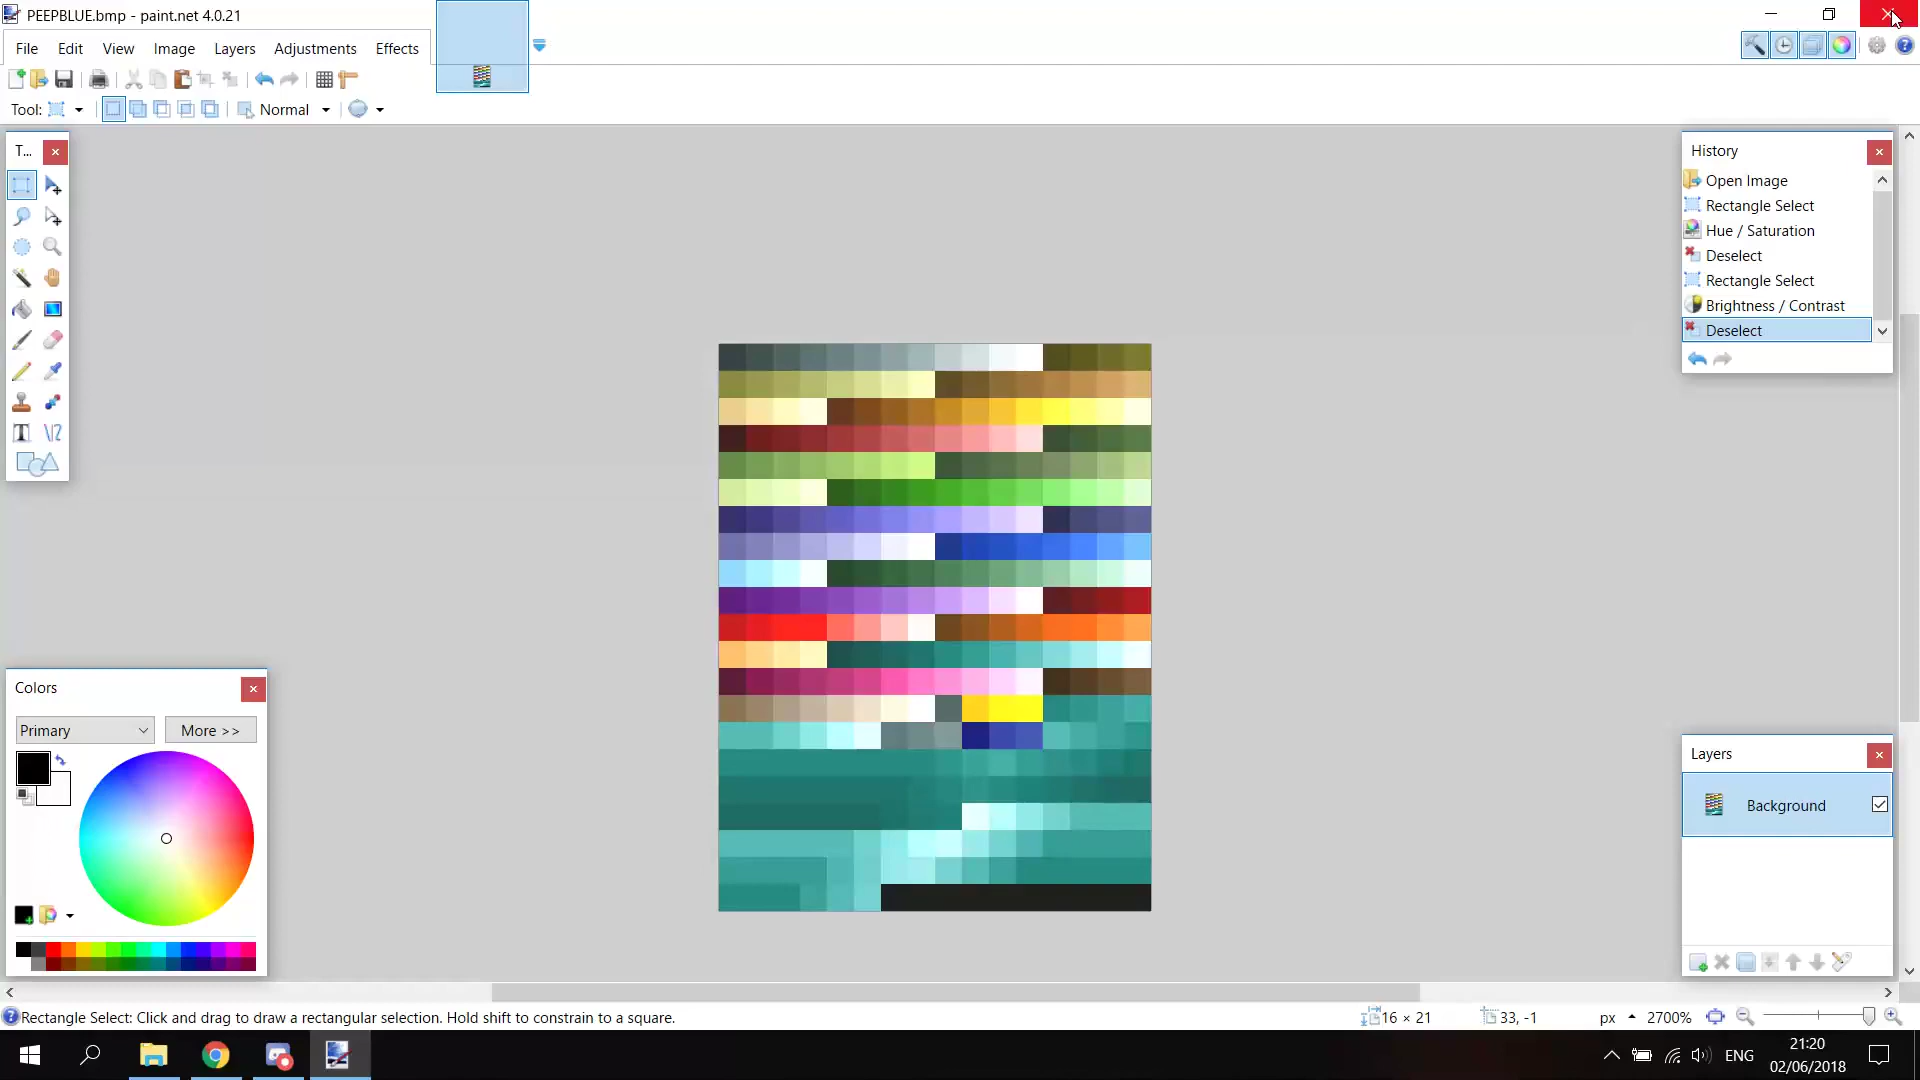 PEEPBLUE.bmp - paint.net 4.0.21
File Edit View Image Layers Adjustments Effects
Tool: Normal
T...
History
Open Image
Rectangle Select
Hue / Saturation
Deselect
Rectangle Select
Brightness / Contrast
Deselect
Colors
Primary More >>
Layers
Background
Rectangle Select: Click and drag to draw a rectangular selection. Hold shift to constrain to a square. 16 × 21 33, -1 px 2700%
ENG 21:20
02/06/2018